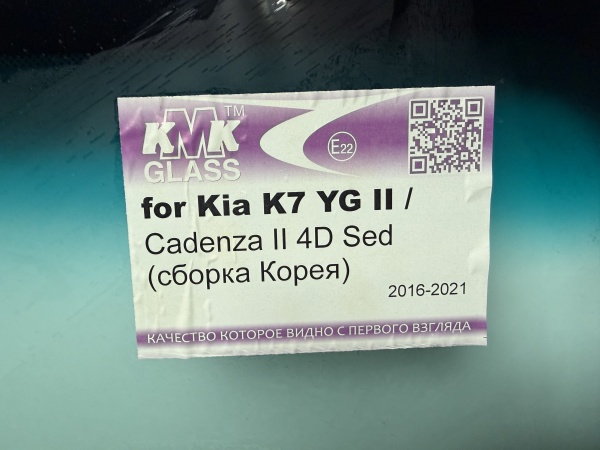 KMK™
GLASS
E22
for Kia K7 YG II /
Cadenza II 4D Sed
(сборка Корея)
2016-2021
КАЧЕСТВО КОТОРОЕ ВИДНО С ПЕРВОГО ВЗГЛЯДА